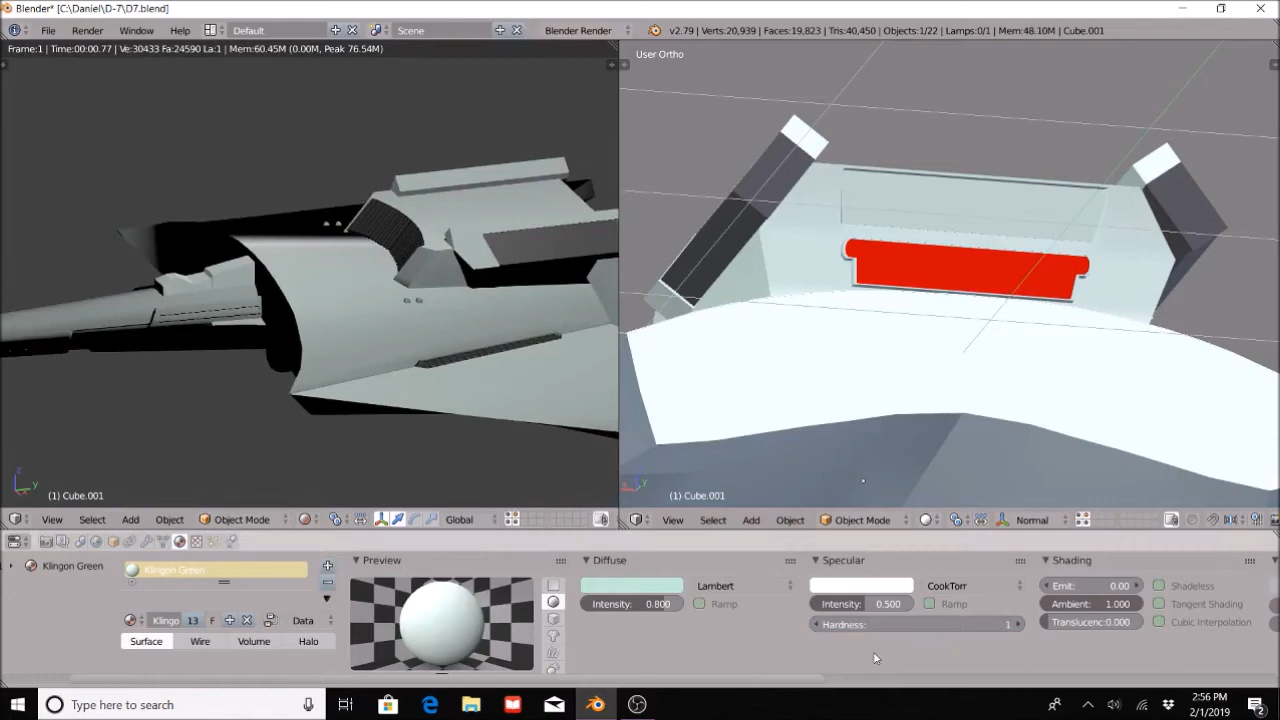 Blender* [C:\Daniel\D-7\D7.blend]
File Render Window Help Default Scene Blender Render v2.79 | Verts:20,939 | Faces:19,823 | Tris:40,450 | Objects:1/22 | Lamps:0/1 | Mem:48.10M | Cube.001
Frame:1 | Time:00:00.77 | Ve:30433 Fa:24590 La:1 | Mem:60.45M (0.00M, Peak 76.54M)
User Ortho
(1) Cube.001
(1) Cube.001
View Select Add Object Object Mode Global
View Select Add Object Object Mode Normal
Klingon Green
Klingon Green
Klingo 13 F Data
Surface Wire Volume Halo
Preview
Diffuse
Lambert
Intensity: 0.800 Ramp
Specular
CookTorr
Intensity: 0.500 Ramp
Hardness: 1
Shading
Emit: 0.00 Shadeless
Ambient: 1.000 Tangent Shading
Translucenc:0.000 Cubic Interpolation
Type here to search
2:56 PM
2/1/2019
2